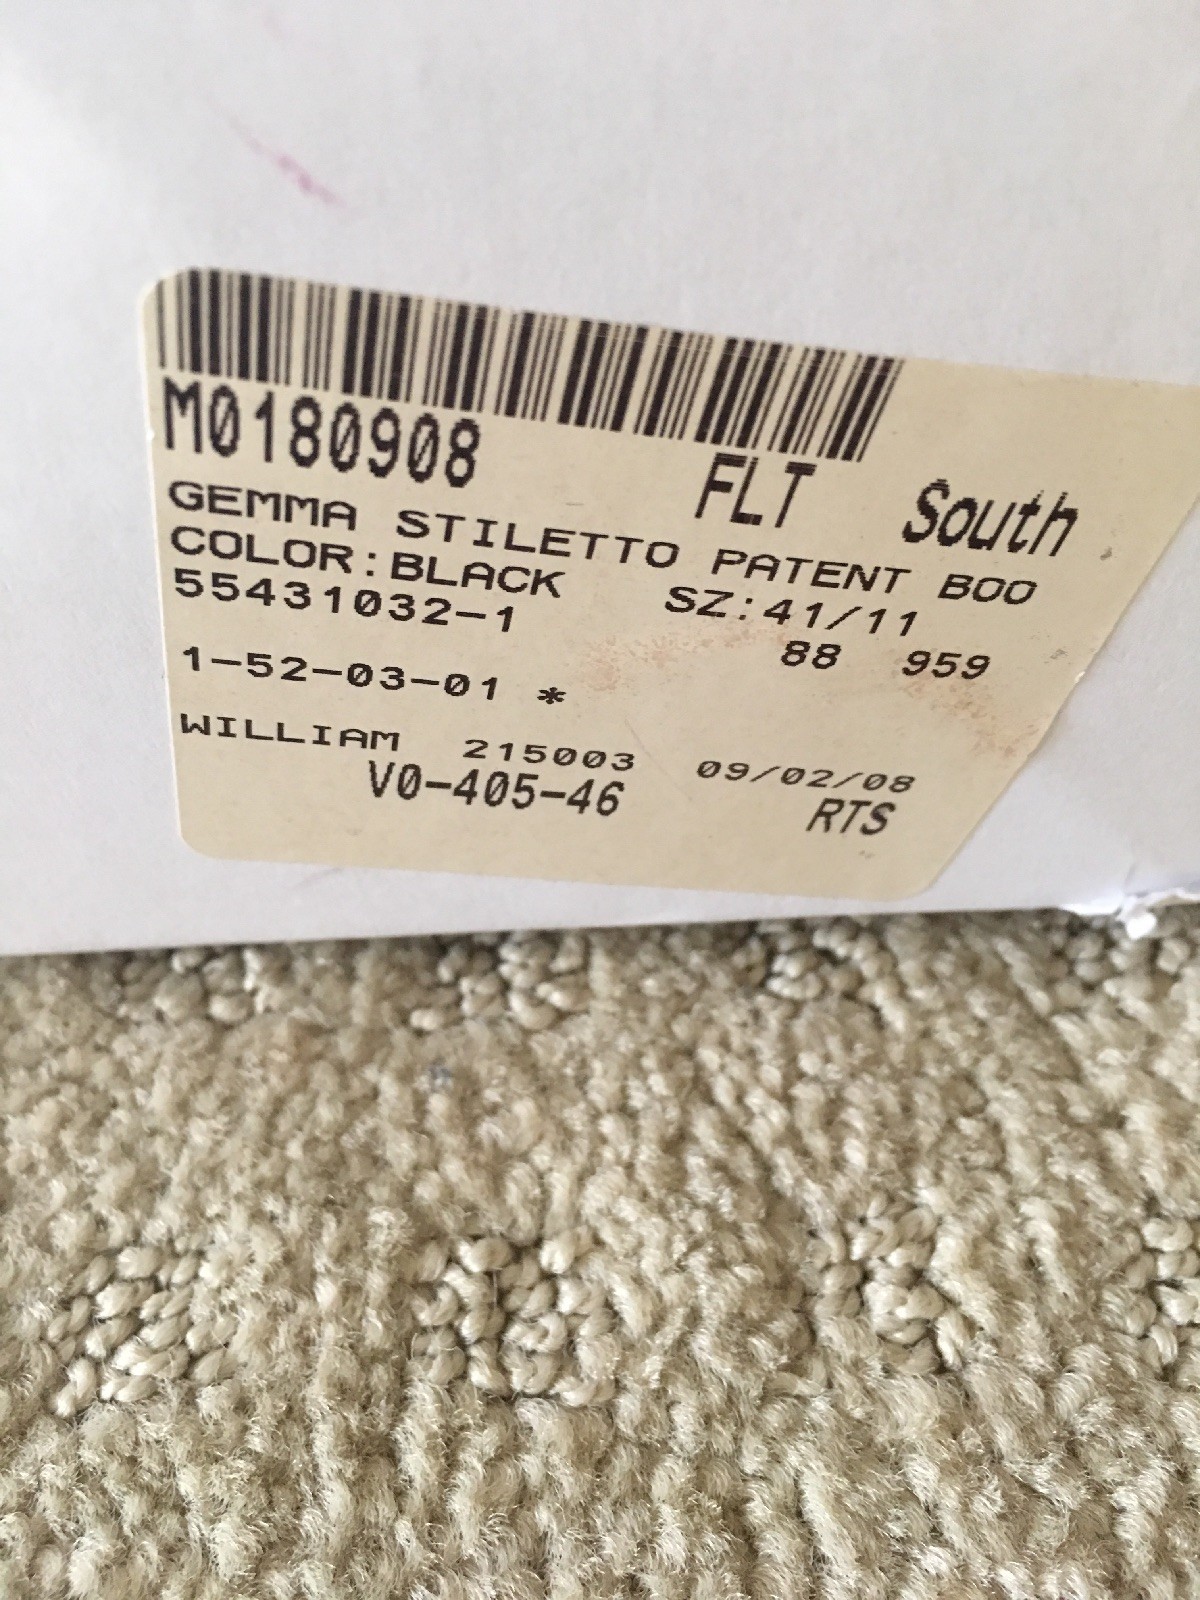 M0180908 FLT South
GEMMA STILETTO PATENT BOO
COLOR:BLACK SZ:41/11
55431032-1 88 959
1-52-03-01 *
WILLIAM 215003 09/02/08
V0-405-46 RTS